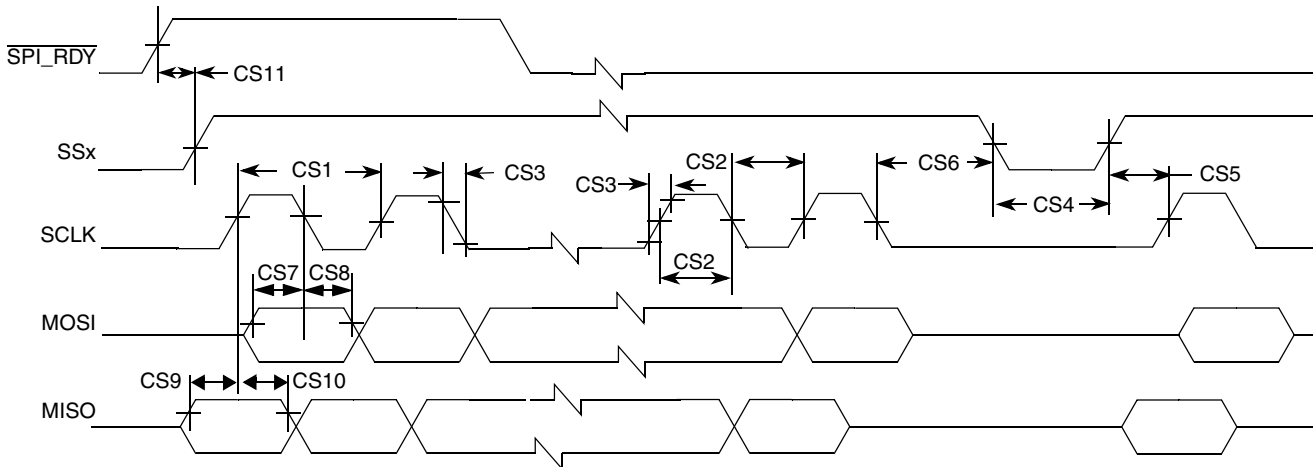 SPI_RDY
CS11
SSx
CS1
CS3
CS3
CS2
CS6
CS5
CS4
SCLK
CS2
CS7
CS8
MOSI
CS9
CS10
MISO